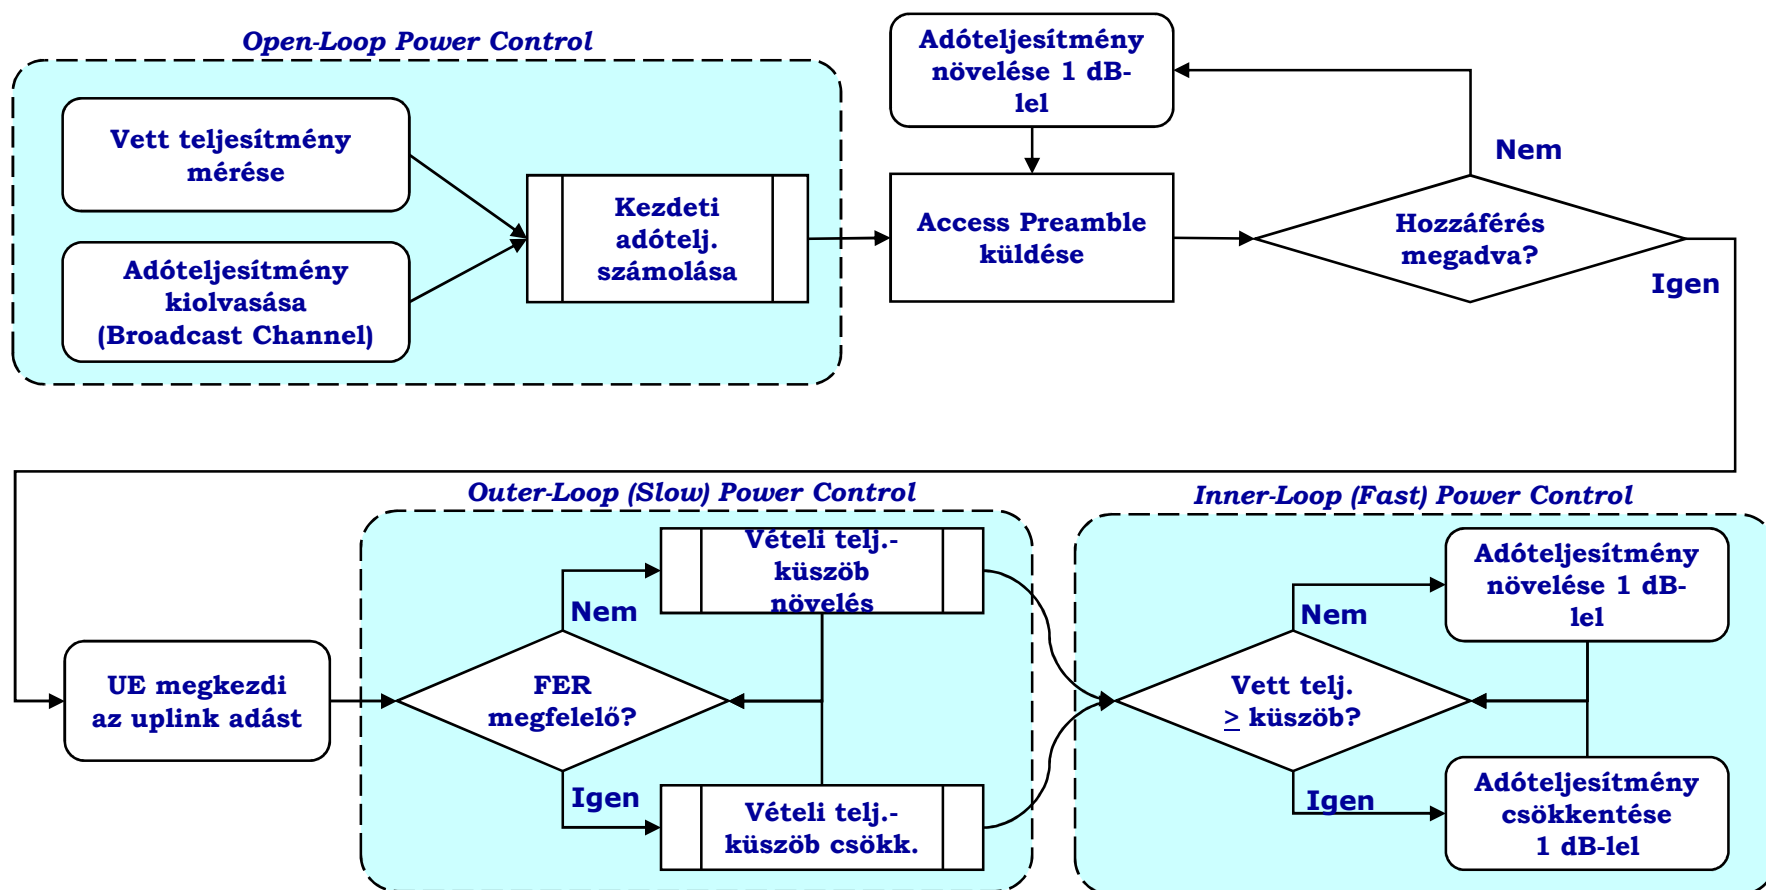 Open-Loop Power Control
Vett teljesítmény
mérése
Adóteljesítmény
kiolvasása
(Broadcast Channel)
Kezdeti
adótelj.
számolása
Adóteljesítmény
növelése 1 dB-
lel
Access Preamble
küldése
Nem
Hozzáférés
megadva?
Igen
Outer-Loop (Slow) Power Control
UE megkezdi
az uplink adást
FER
megfelelő?
Nem
Vételi telj.-
küszöb
növelés
Igen
Vételi telj.-
küszöb csökk.
Inner-Loop (Fast) Power Control
Vett telj.
≥ küszöb?
Nem
Adóteljesítmény
növelése 1 dB-
lel
Igen
Adóteljesítmény
csökkentése
1 dB-lel